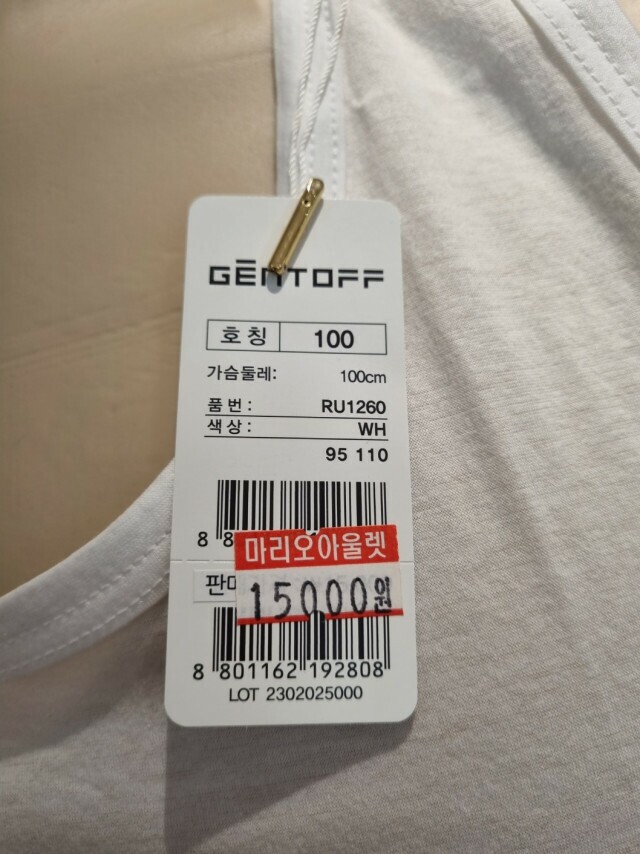 GENTOFF
호칭 100
가슴둘레: 100cm
품번: RU1260
색상: WH
95 110
마리오아울렛
15000원
8 801162 192808
LOT 2302025000